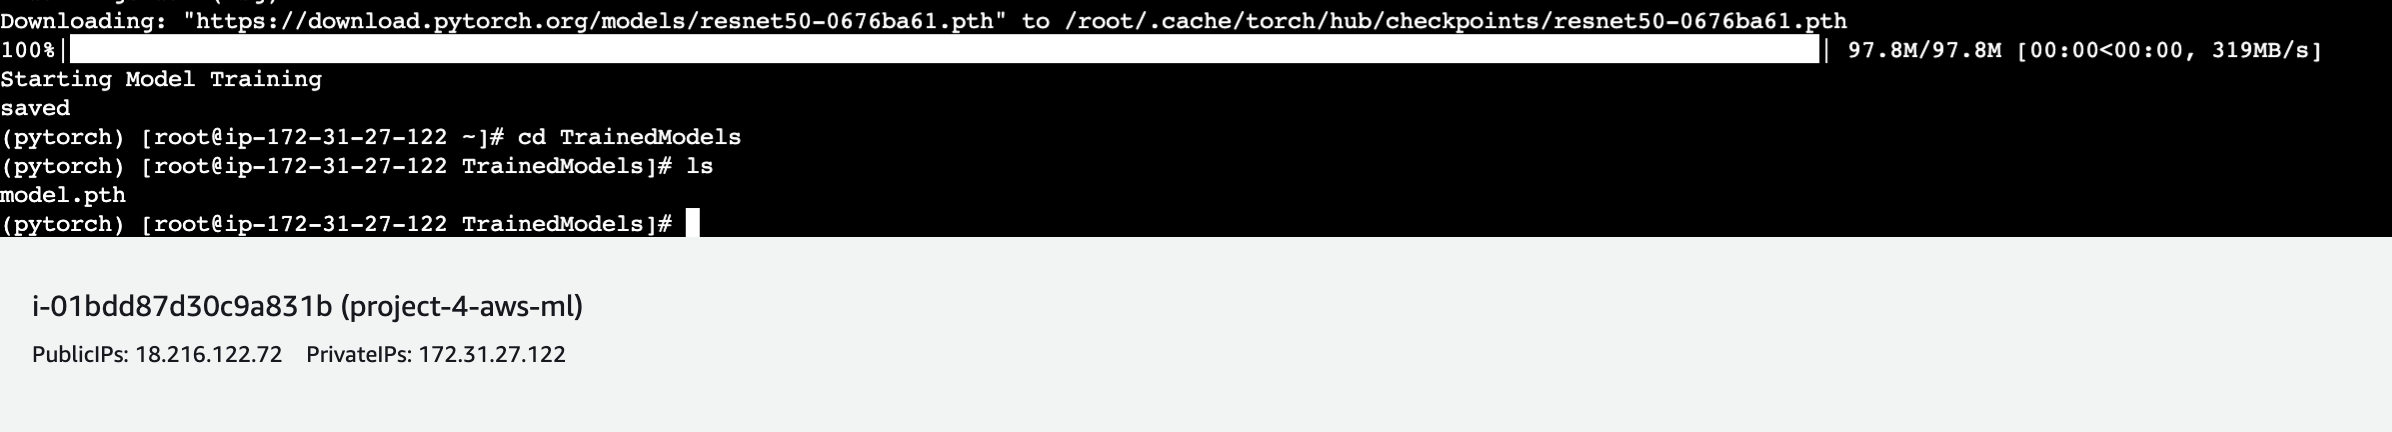 Downloading: "https://download.pytorch.org/models/resnet50-0676ba61.pth" to /root/.cache/torch/hub/checkpoints/resnet50-0676ba61.pth
100%| | 97.8M/97.8M [00:00<00:00, 319MB/s]
Starting Model Training
saved
(pytorch) [root@ip-172-31-27-122 ~]# cd TrainedModels
(pytorch) [root@ip-172-31-27-122 TrainedModels]# ls
model.pth
(pytorch) [root@ip-172-31-27-122 TrainedModels]#
i-01bdd87d30c9a831b (project-4-aws-ml)
PublicIPs: 18.216.122.72 PrivateIPs: 172.31.27.122